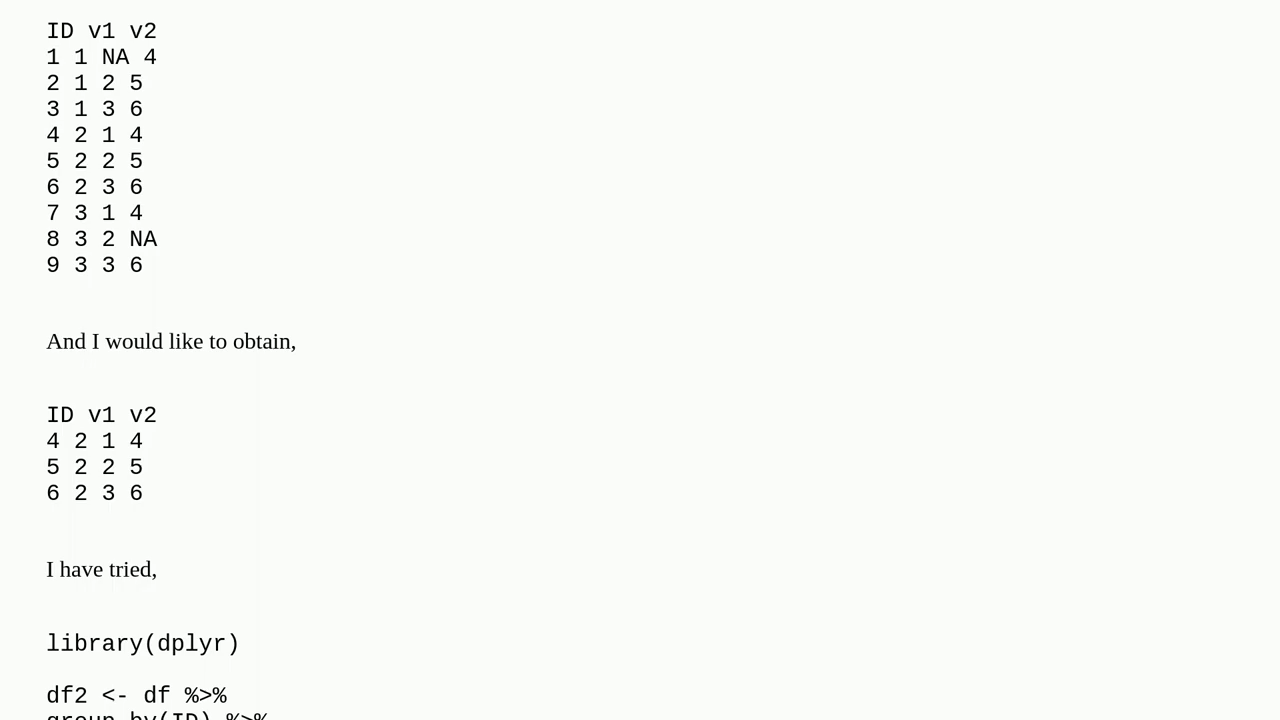 ID v1 v2
1 1 NA 4
2 1 2 5
3 1 3 6
4 2 1 4
5 2 2 5
6 2 3 6
7 3 1 4
8 3 2 NA
9 3 3 6
And I would like to obtain,
ID v1 v2
4 2 1 4
5 2 2 5
6 2 3 6
I have tried,
library(dplyr)
df2 <- df %>%
group_by(ID) %>%